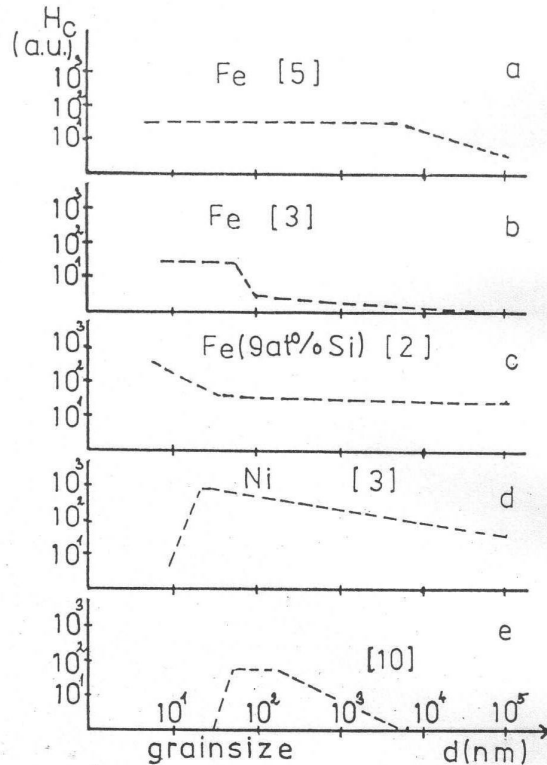 H_c
(a.u.)
10³
10²
10¹
Fe [5]
a
10³
10²
10¹
Fe [3]
b
10³
10²
10¹
Fe(9at%Si) [2]
c
10³
10²
10¹
Ni [3]
d
10³
10²
10¹
[10]
e
10¹ 10² 10³ 10⁴ 10⁵
grainsize d(nm)